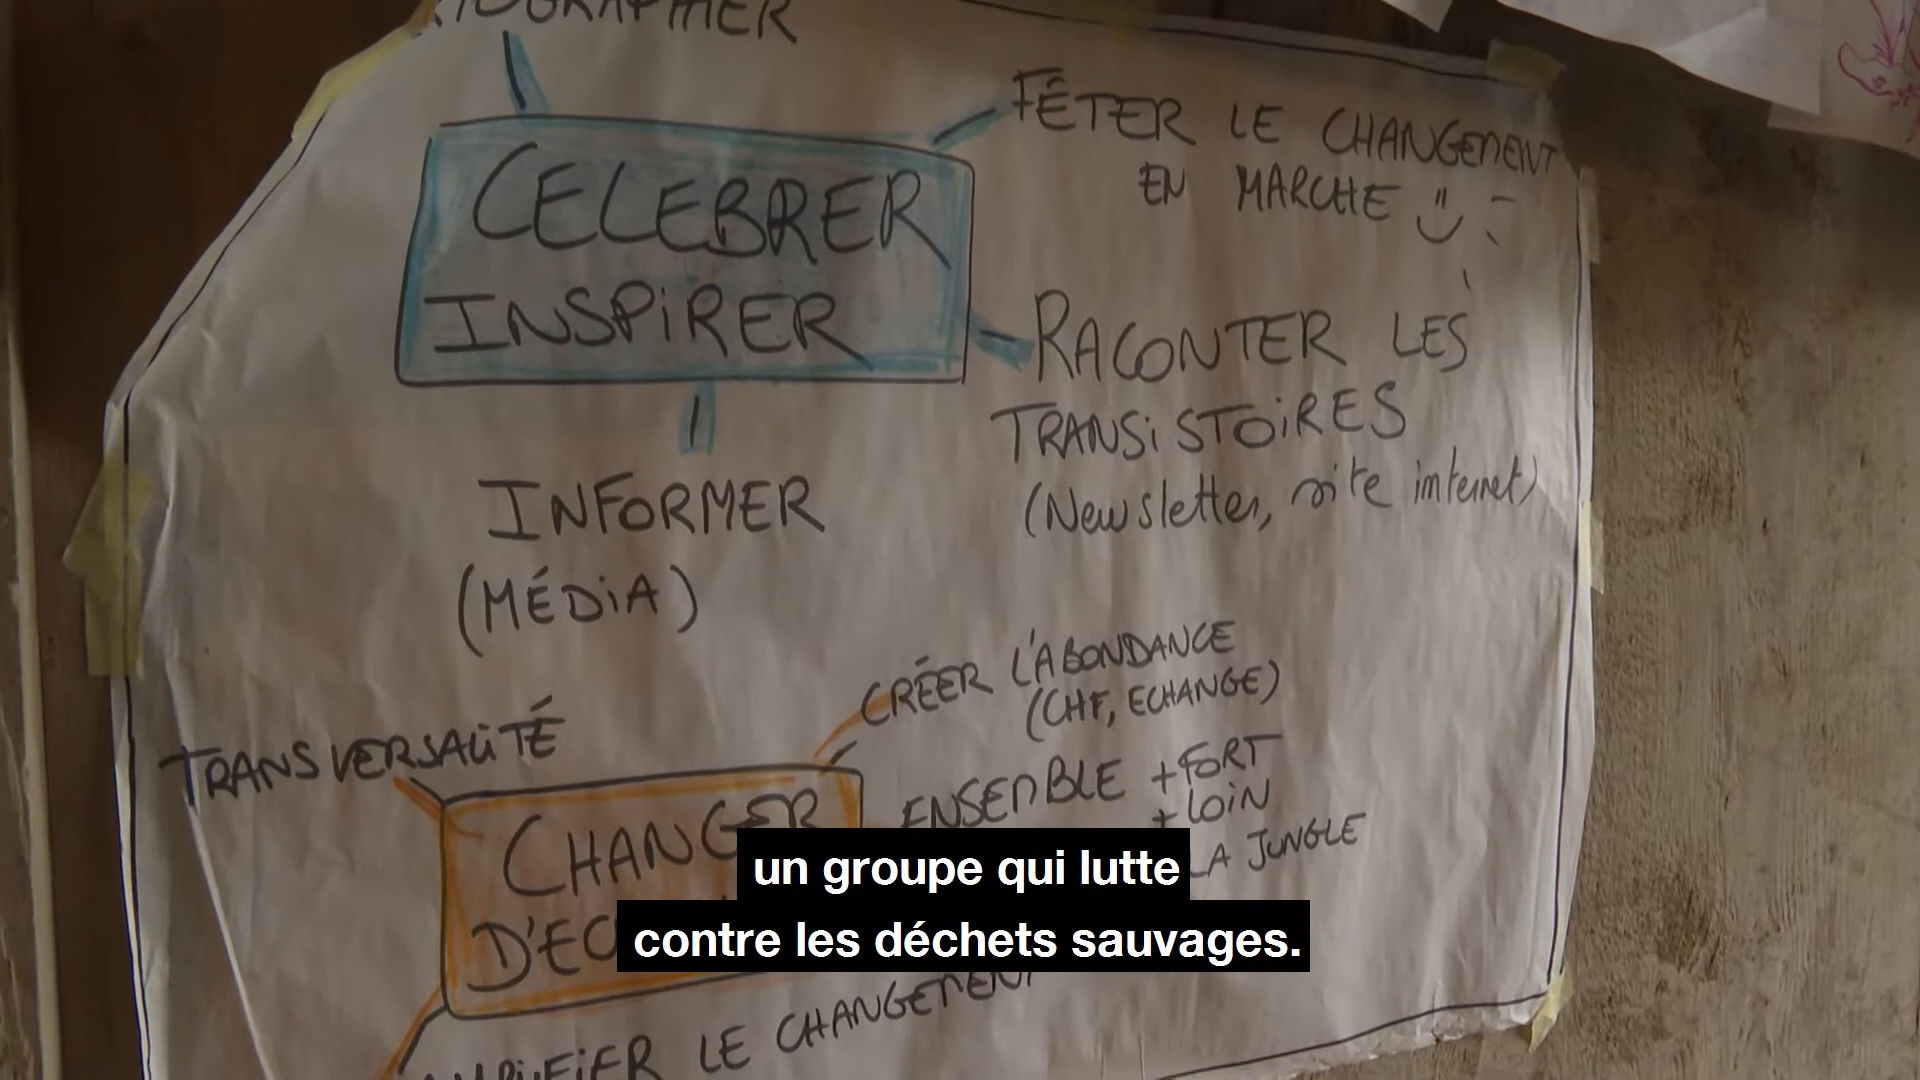 FÊTER LE CHANGEMENT
EN MARCHE
CELEBRER
INSPiRER
RACONTER LES
TRANSiSTOiRES
(Newsletter, site internet)
INFORMER
(MÉDiA)
CRÉER L'ABONDANCE
(CHF, ECHANGE)
TRANSVERSALiTÉ
ENSEMBLE + FORT
+ LOiN
LA JUNGLE
CHANGER
un groupe qui lutte
contre les déchets sauvages.
LE CHANGEMENT